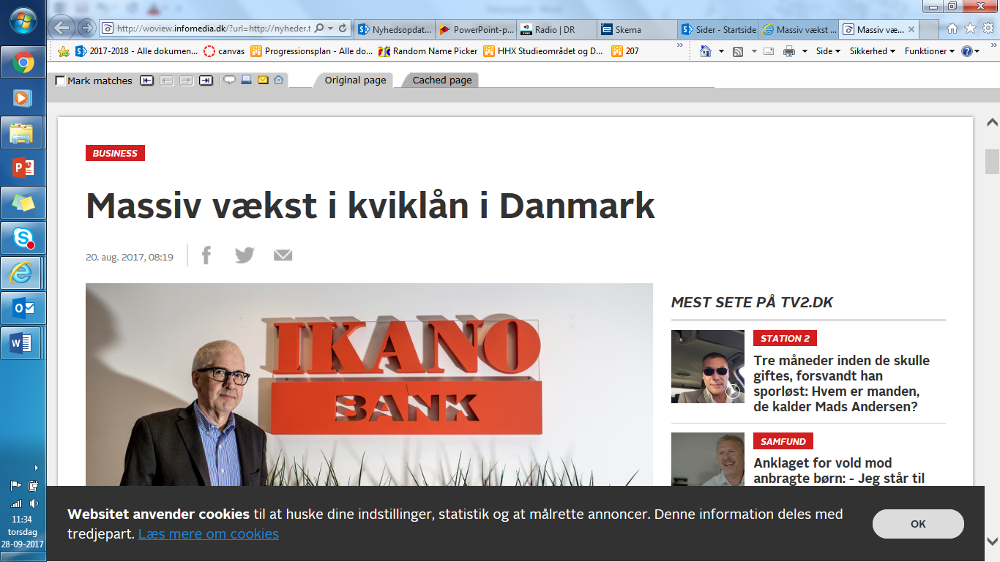 http://woview.infomedia.dk/?url=http://nyheder.t
Nyhedsopdat...
PowerPoint-p...
Radio | DR
Skema
Sider - Startside
Massiv vækst ...
Massiv væ...
2017-2018 - Alle dokumen...
canvas
Progressionsplan - Alle do...
Random Name Picker
HHX Studieområdet og D...
207
Side
Sikkerhed
Funktioner
Mark matches
Original page
Cached page
BUSINESS
Massiv vækst i kviklån i Danmark
20. aug. 2017, 08:19
IKANO
BANK
MEST SETE PÅ TV2.DK
STATION 2
Tre måneder inden de skulle
giftes, forsvandt han
sporløst: Hvem er manden,
de kalder Mads Andersen?
SAMFUND
Anklaget for vold mod
anbragte børn: - Jeg står til
Websitet anvender cookies til at huske dine indstillinger, statistik og at målrette annoncer. Denne information deles med
tredjepart. Læs mere om cookies
OK
11:34
torsdag
28-09-2017